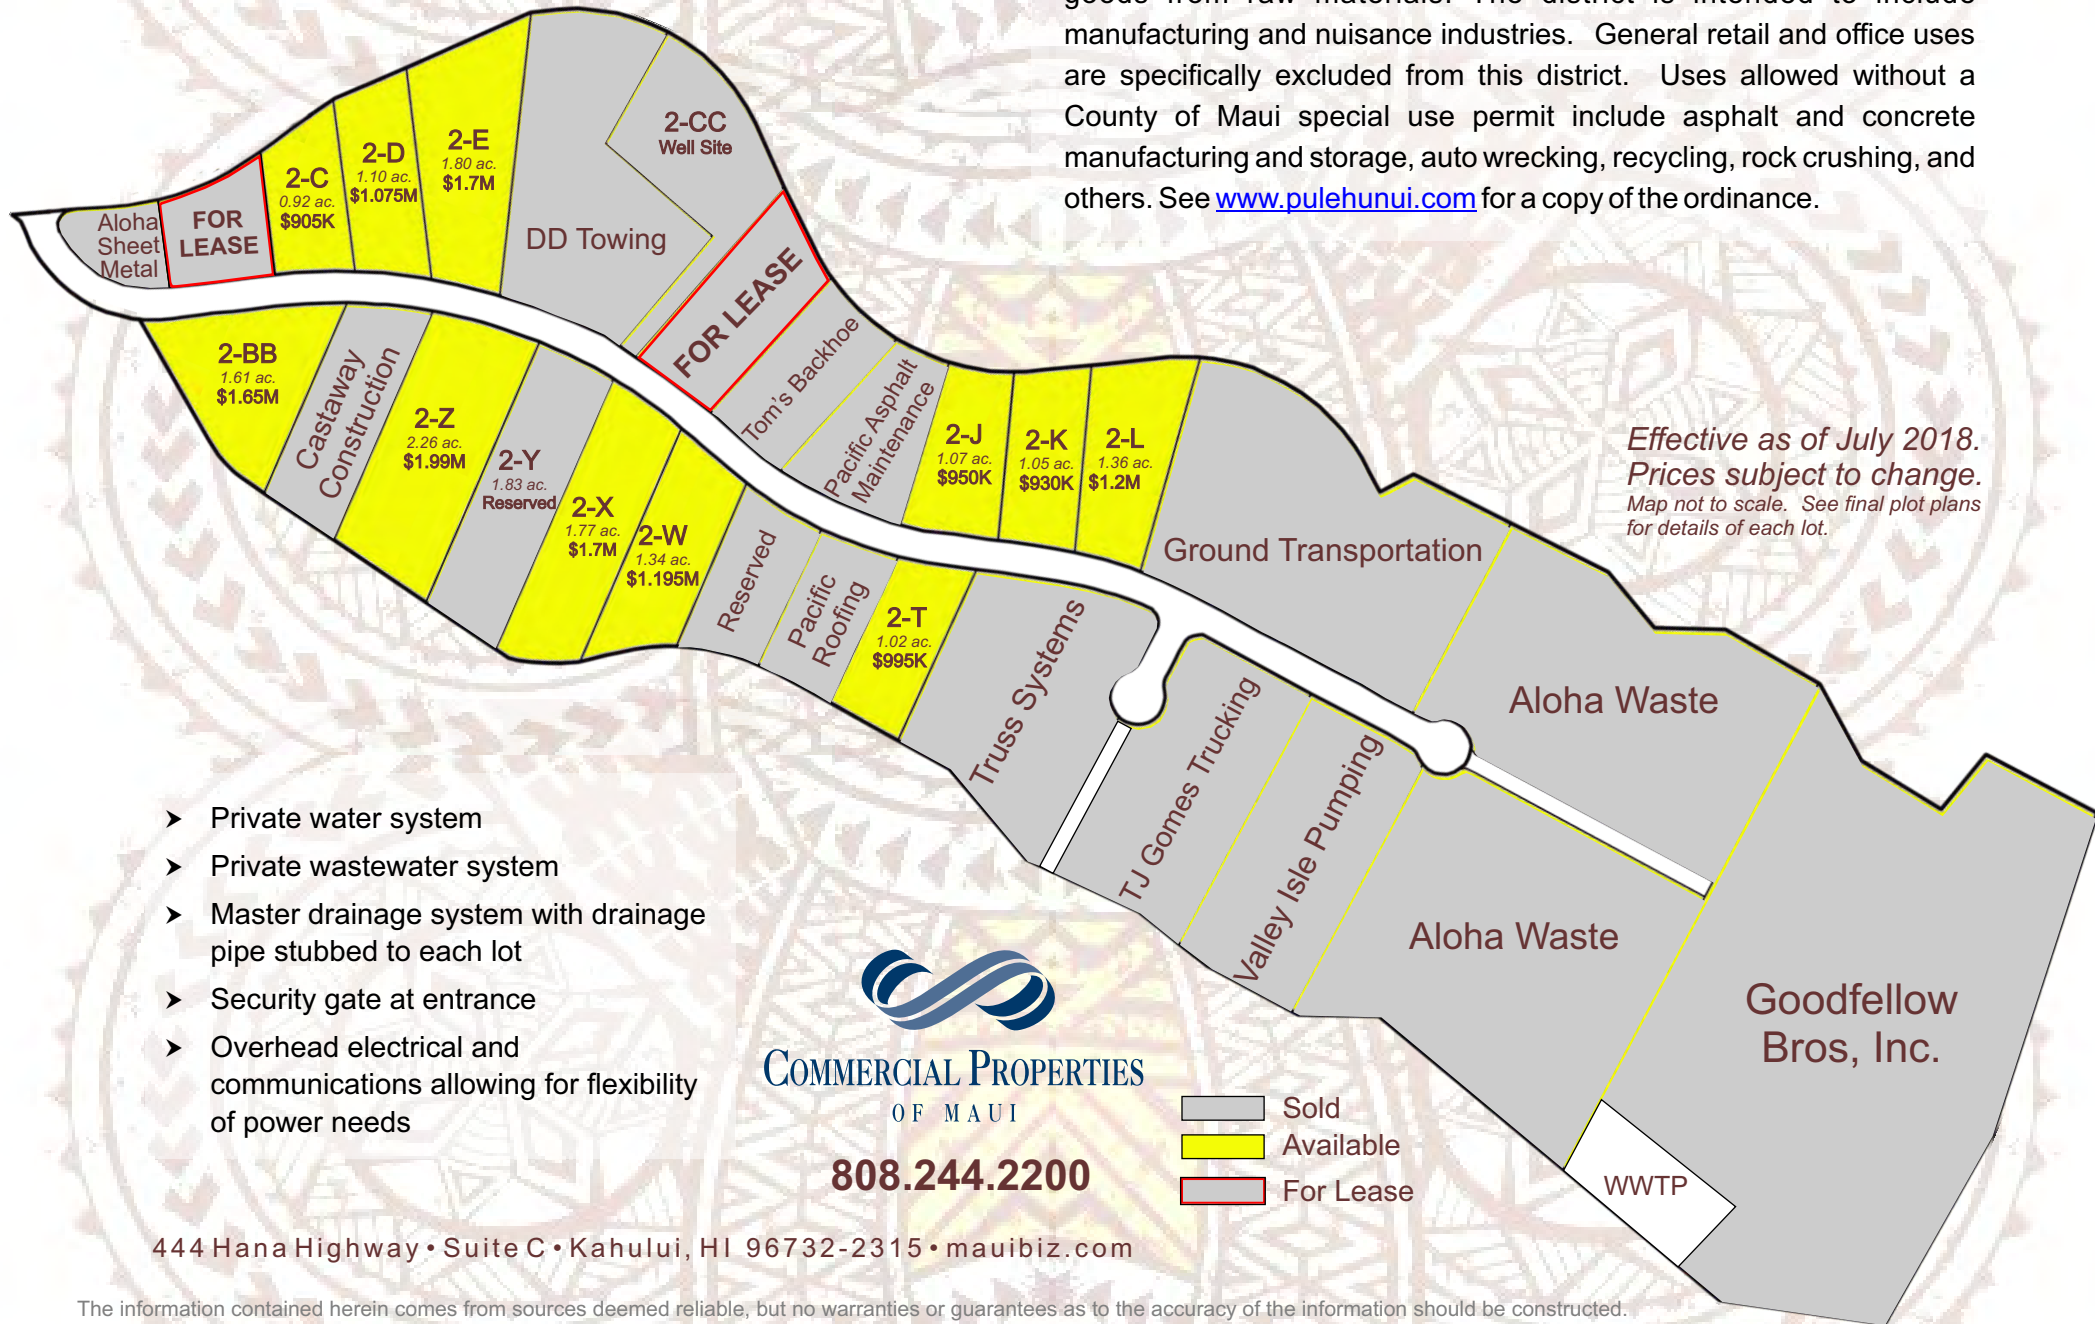 goods from raw materials. The district is intended to include
manufacturing and nuisance industries. General retail and office uses
are specifically excluded from this district. Uses allowed without a
County of Maui special use permit include asphalt and concrete
manufacturing and storage, auto wrecking, recycling, rock crushing, and
others. See www.pulehunui.com for a copy of the ordinance.
Aloha
Sheet
Metal
FOR
LEASE
2-C
0.92 ac.
$905K
2-D
1.10 ac.
$1.075M
2-E
1.80 ac.
$1.7M
DD Towing
2-CC
Well Site
FOR LEASE
Tom's Backhoe
Pacific Asphalt
Maintenance
2-J
1.07 ac.
$950K
2-K
1.05 ac.
$930K
2-L
1.36 ac.
$1.2M
Ground Transportation
Aloha Waste
Effective as of July 2018.
Prices subject to change.
Map not to scale. See final plot plans
for details of each lot.
2-BB
1.61 ac.
$1.65M
Castaway
Construction
2-Z
2.26 ac.
$1.99M
2-Y
1.83 ac.
Reserved
2-X
1.77 ac.
$1.7M
2-W
1.34 ac.
$1.195M
Reserved
Pacific
Roofing
2-T
1.02 ac.
$995K
Truss Systems
TJ Gomes Trucking
Valley Isle Pumping
Aloha Waste
Goodfellow
Bros, Inc.
WWTP
➤ Private water system
➤ Private wastewater system
➤ Master drainage system with drainage
pipe stubbed to each lot
➤ Security gate at entrance
➤ Overhead electrical and
communications allowing for flexibility
of power needs
COMMERCIAL PROPERTIES
OF MAUI
808.244.2200
Sold
Available
For Lease
444 Hana Highway • Suite C • Kahului, HI 96732-2315 • mauibiz.com
The information contained herein comes from sources deemed reliable, but no warranties or guarantees as to the accuracy of the information should be constructed.